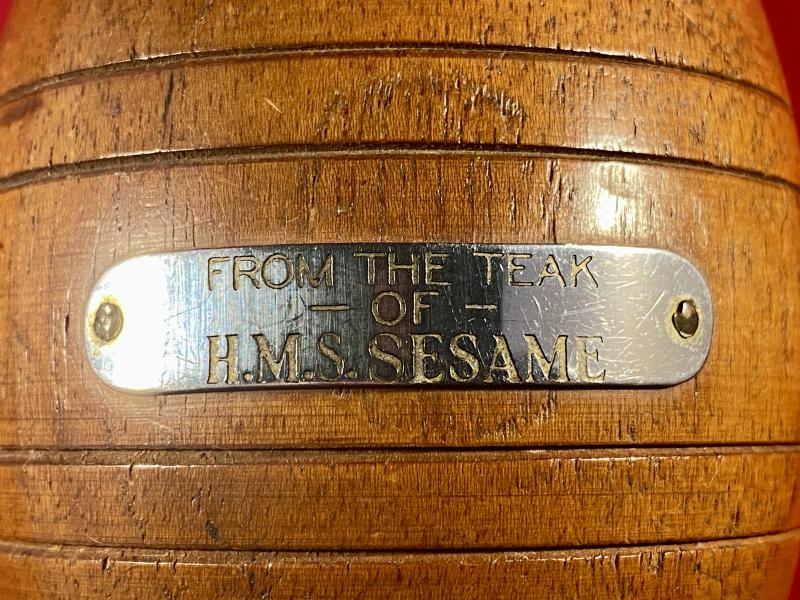 FROM THE TEAK
— OF —
H.M.S. SESAME